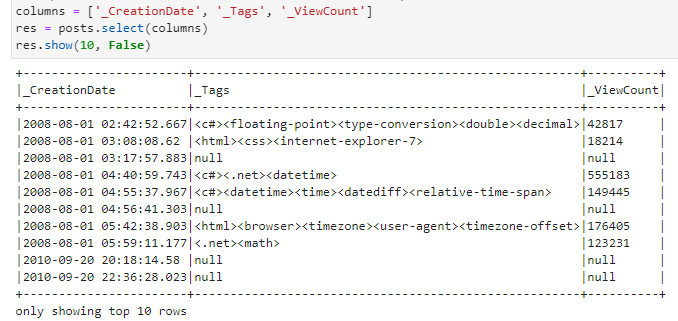 columns = ['_CreationDate', '_Tags', '_ViewCount']
res = posts.select(columns)
res.show(10, False)
+-----------------------+---------------------------------------------------+----------+
|_CreationDate          |_Tags                                              |_ViewCount|
+-----------------------+---------------------------------------------------+----------+
|2008-08-01 02:42:52.667|<c#><floating-point><type-conversion><double><decimal>|42817     |
|2008-08-01 03:08:08.62 |<html><css><internet-explorer-7>                   |18214     |
|2008-08-01 03:17:57.883|null                                               |null      |
|2008-08-01 04:40:59.743|<c#><.net><datetime>                               |555183    |
|2008-08-01 04:55:37.967|<c#><datetime><time><datediff><relative-time-span> |149445    |
|2008-08-01 04:56:41.303|null                                               |null      |
|2008-08-01 05:42:38.903|<html><browser><timezone><user-agent><timezone-offset>|176405    |
|2008-08-01 05:59:11.177|<.net><math>                                       |123231    |
|2010-09-20 20:18:14.58 |null                                               |null      |
|2010-09-20 22:36:28.023|null                                               |null      |
+-----------------------+---------------------------------------------------+----------+
only showing top 10 rows